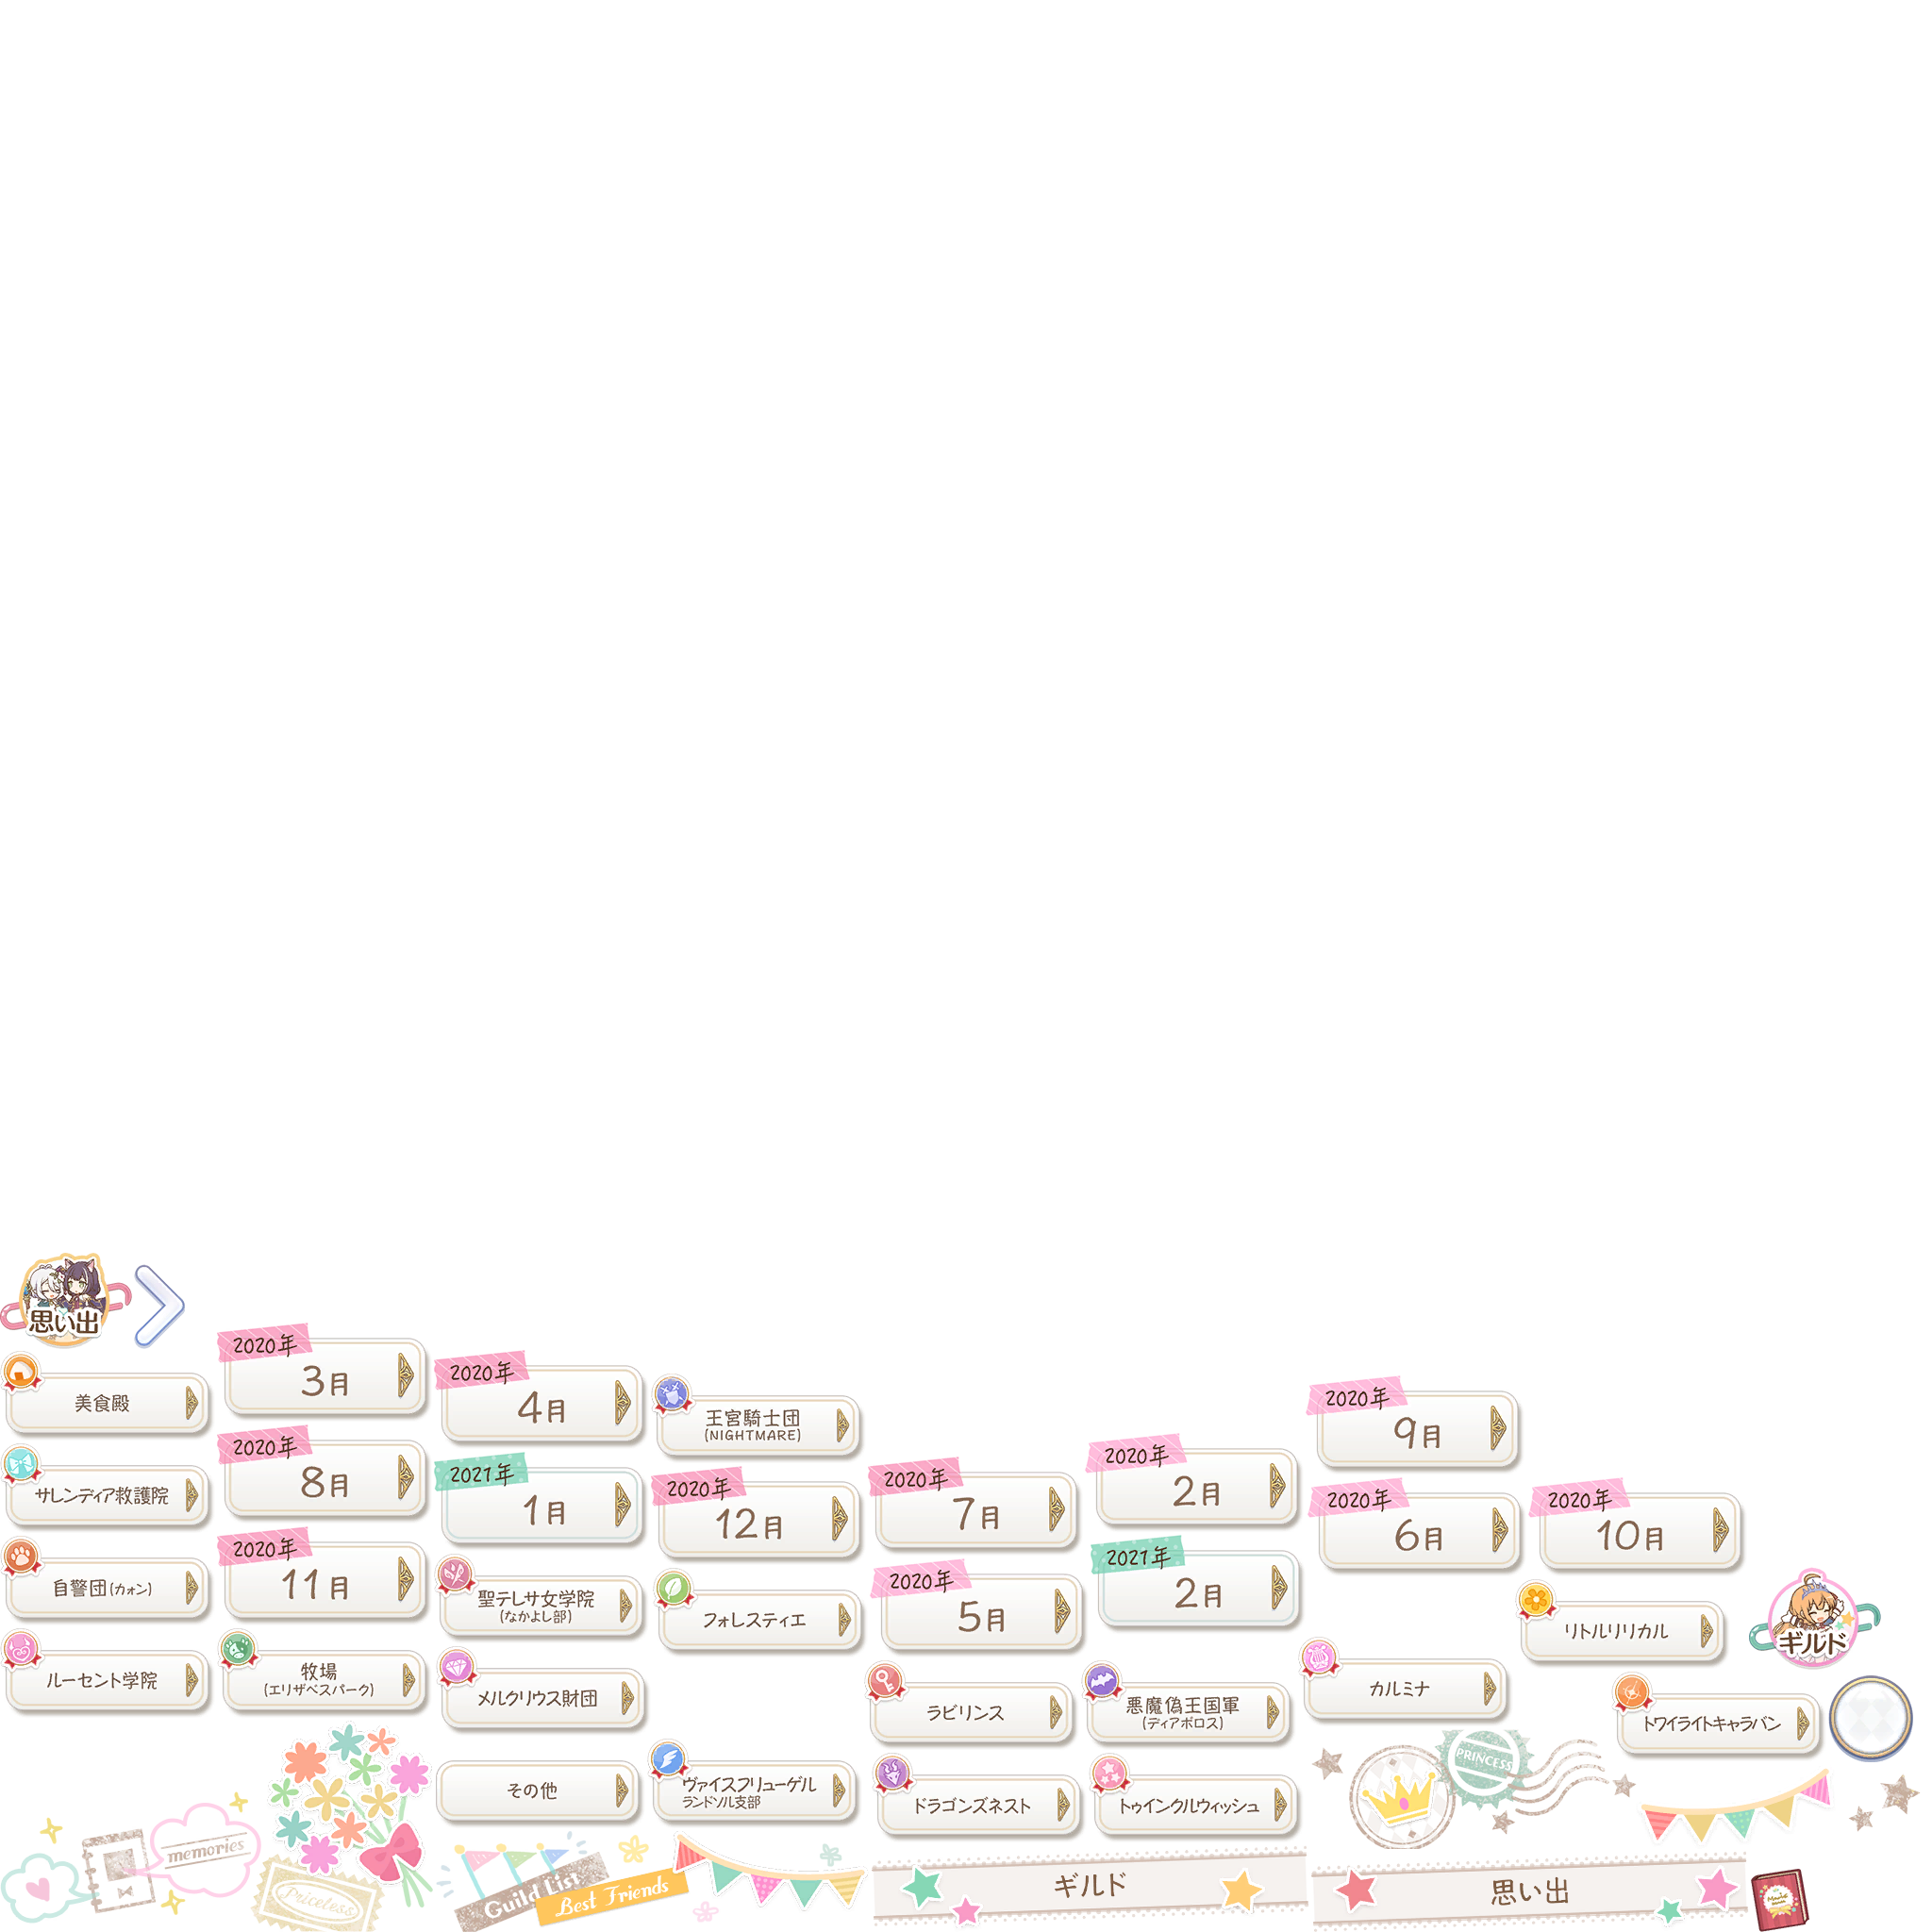 思い出
2020年
3月
2020年
4月
美食殿
王宮騎士団
(NIGHTMARE)
2020年
9月
2020年
8月
2021年
1月
サレンディア救護院
2020年
12月
2020年
7月
2020年
2月
2020年
6月
2020年
10月
2020年
11月
自警団(カォン)
聖テレサ女学院
(なかよし部)
フォレスティエ
2020年
5月
2021年
2月
リトルリリカル
ギルド
ルーセント学院
牧場
(エリザベスパーク)
メルクリウス財団
ラビリンス
悪魔偽王国軍
(ディアボロス)
カルミナ
トワイライトキャラバン
その他
ヴァイスフリューゲル
ランドソル支部
ドラゴンズネスト
トゥインクルウィッシュ
PRINCESS
memories
Priceless
Guild List
Best Friends
ギルド
思い出